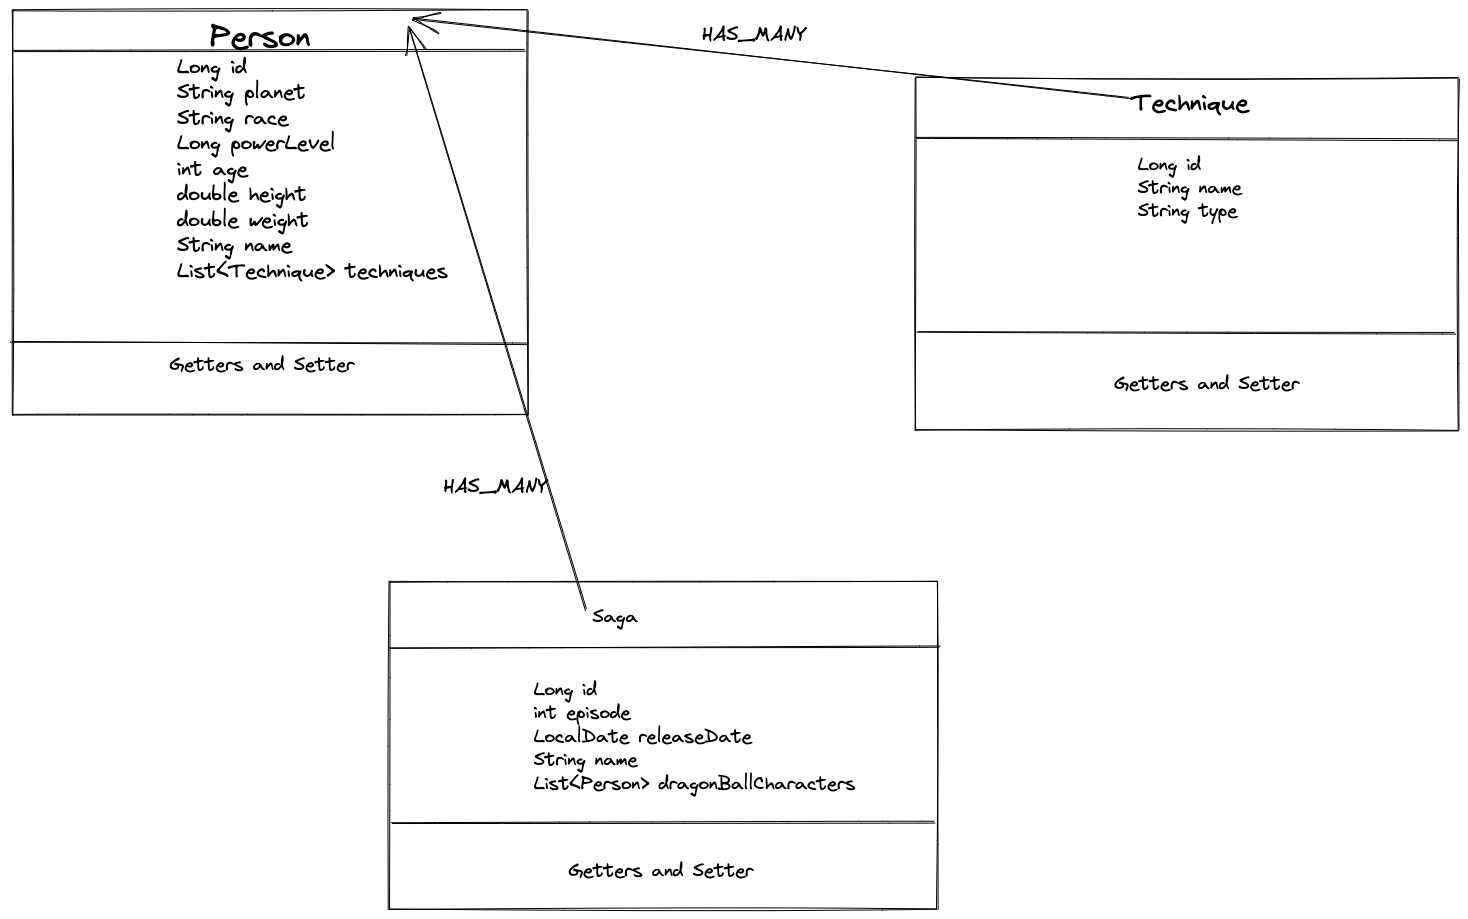 Person
Long id
String planet
String race
Long powerLevel
int age
double height
double weight
String name
List<Technique> techniques
Getters and Setter
HAS_MANY
Technique
Long id
String name
String type
Getters and Setter
HAS_MANY
Saga
Long id
int episode
LocalDate releaseDate
String name
List<Person> dragonBallCharacters
Getters and Setter